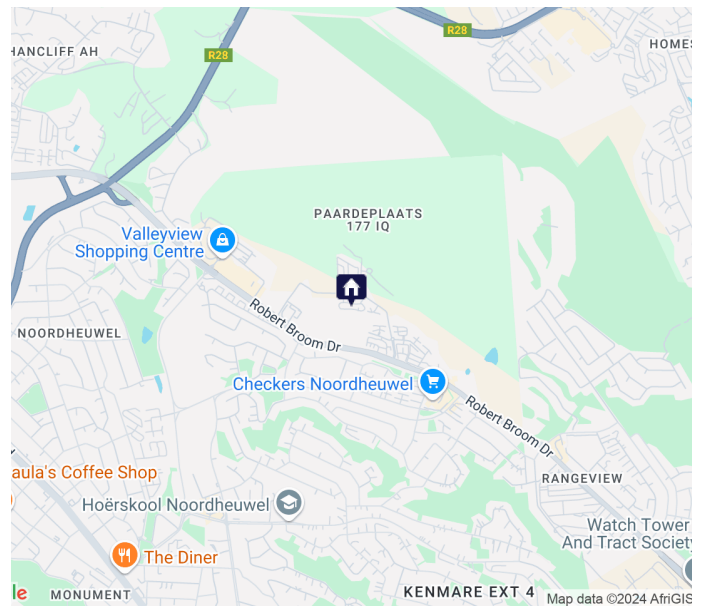 R28
HANCLIFF AH
HOMES
R28
PAARDEPLAATS
177 IQ
Valleyview
Shopping Centre
Robert Broom Dr
NOORDHEUWEL
Checkers Noordheuwel
Robert Broom Dr
aula's Coffee Shop
RANGEVIEW
Hoërskool Noordheuwel
Watch Tower
And Tract Society
The Diner
le
MONUMENT
KENMARE EXT 4
Map data ©2024 AfriGIS